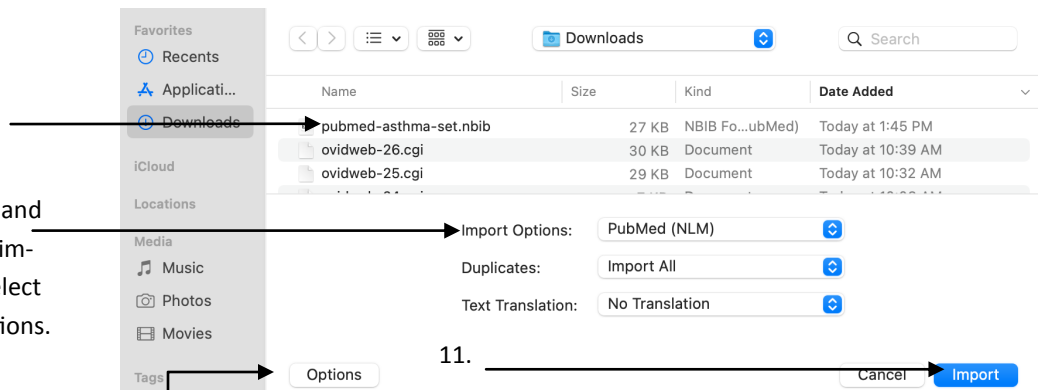 Favorites
Recents
Applicati...
Downloads
iCloud
Locations
Media
Music
Photos
Movies
Tags
Downloads
Search
Name Size Kind Date Added
pubmed-asthma-set.nbib 27 KB NBIB Fo...ubMed) Today at 1:45 PM
ovidweb-26.cgi 30 KB Document Today at 10:39 AM
ovidweb-25.cgi 29 KB Document Today at 10:32 AM
and
im-
elect
ions.
Import Options: PubMed (NLM)
Duplicates: Import All
Text Translation: No Translation
11.
Options Cancel Import